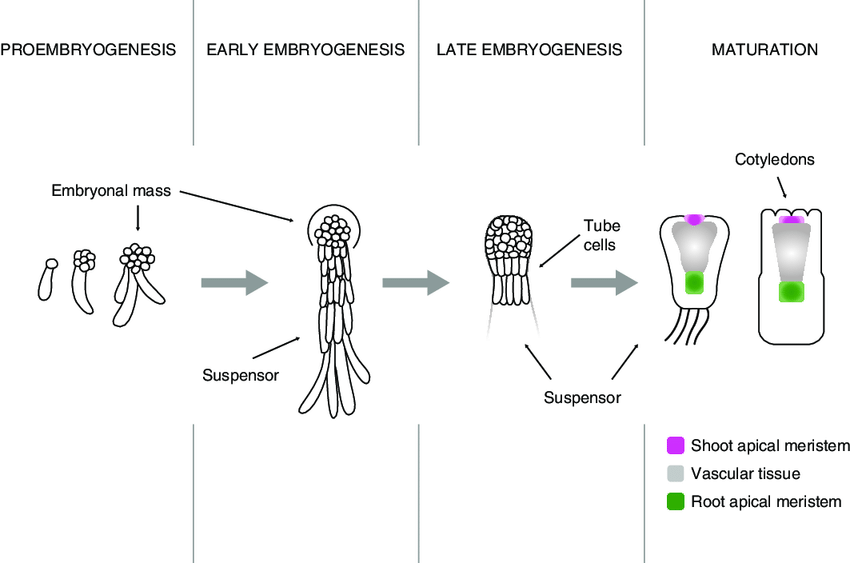 PROEMBRYOGENESIS
EARLY EMBRYOGENESIS
LATE EMBRYOGENESIS
MATURATION
Cotyledons
Embryonal mass
Tube
cells
Suspensor
Suspensor
Shoot apical meristem
Vascular tissue
Root apical meristem